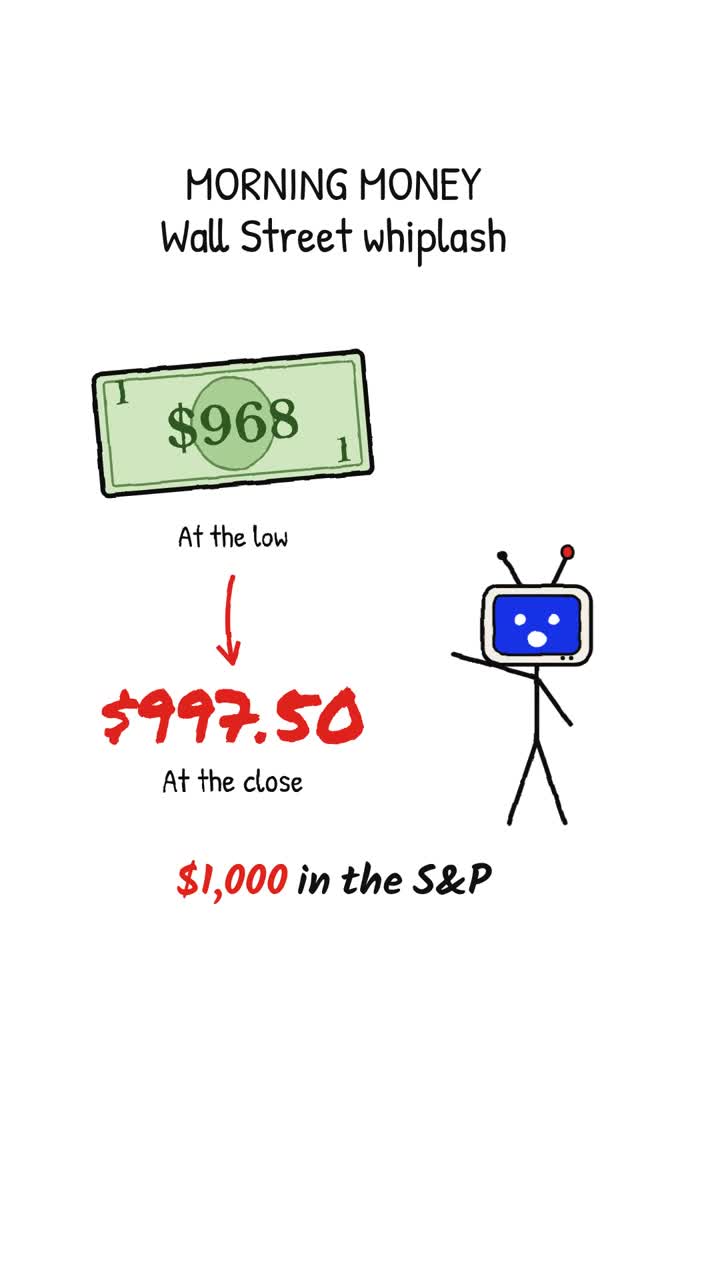 MORNING MONEY
Wall Street whiplash
1
$968
1
At the low
$997.50
At the close
$1,000 in the S&P